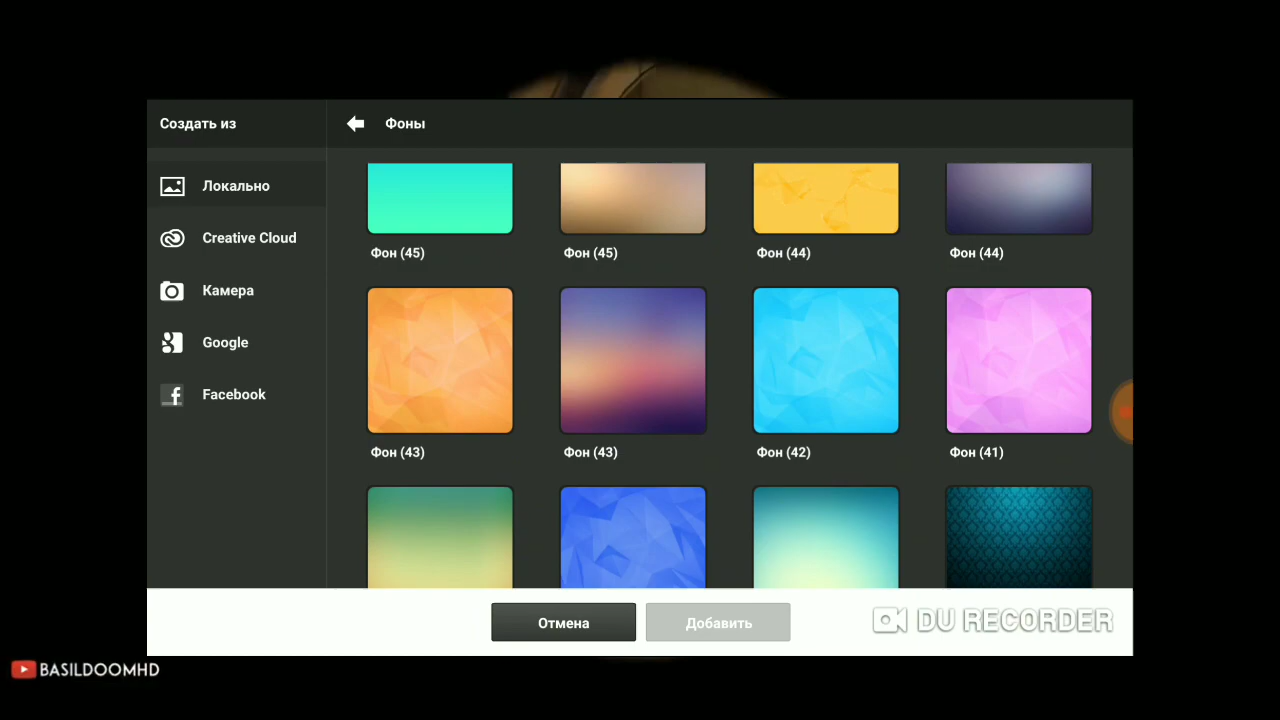 Создать из
Фоны
Локально
Creative Cloud
Камера
Google
Facebook
Фон (45)
Фон (45)
Фон (44)
Фон (44)
Фон (43)
Фон (43)
Фон (42)
Фон (41)
Отмена
Добавить
DU RECORDER
BASILDOOMHD